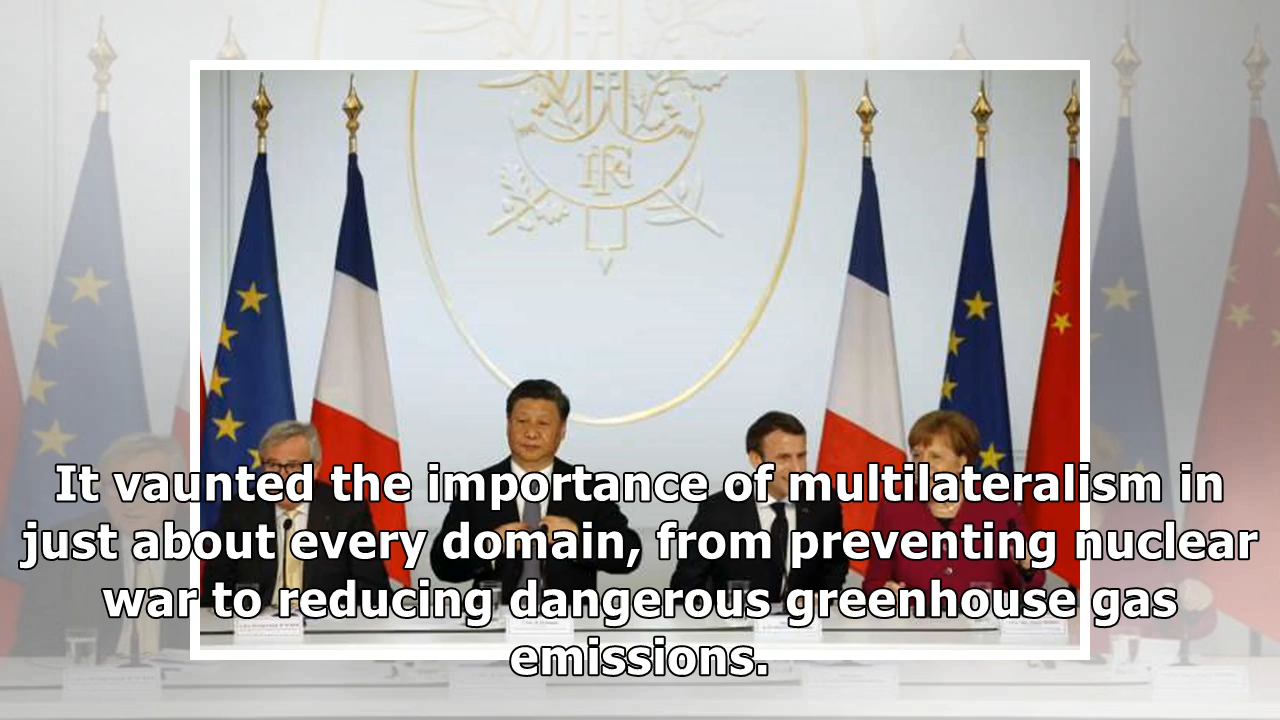 RF
It vaunted the importance of multilateralism in
just about every domain, from preventing nuclear
war to reducing dangerous greenhouse gas
emissions.